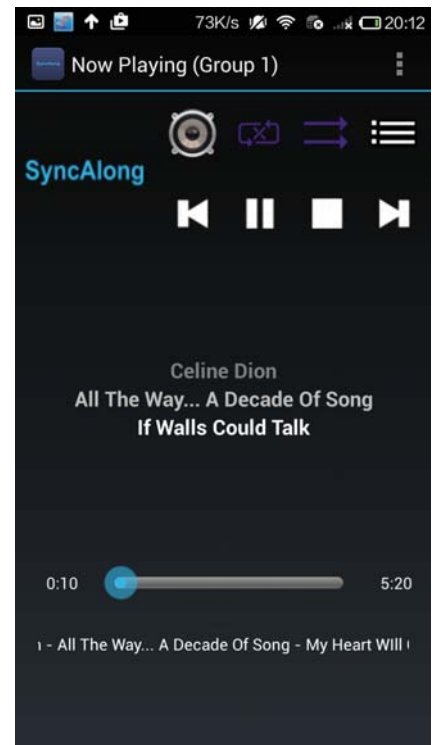 73K/s 20:12
Now Playing (Group 1)
SyncAlong
Celine Dion
All The Way... A Decade Of Song
If Walls Could Talk
0:10 5:20
- All The Way... A Decade Of Song - My Heart WIll